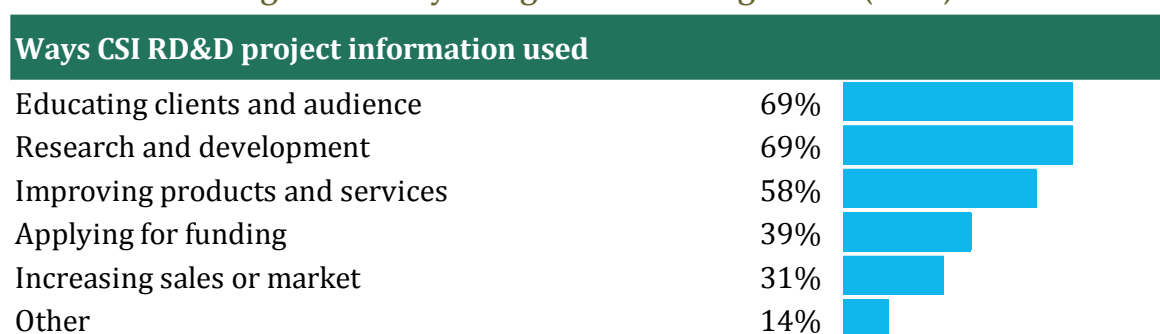 Ways CSI RD&D project information used
Educating clients and audience 69%
Research and development 69%
Improving products and services 58%
Applying for funding 39%
Increasing sales or market 31%
Other 14%